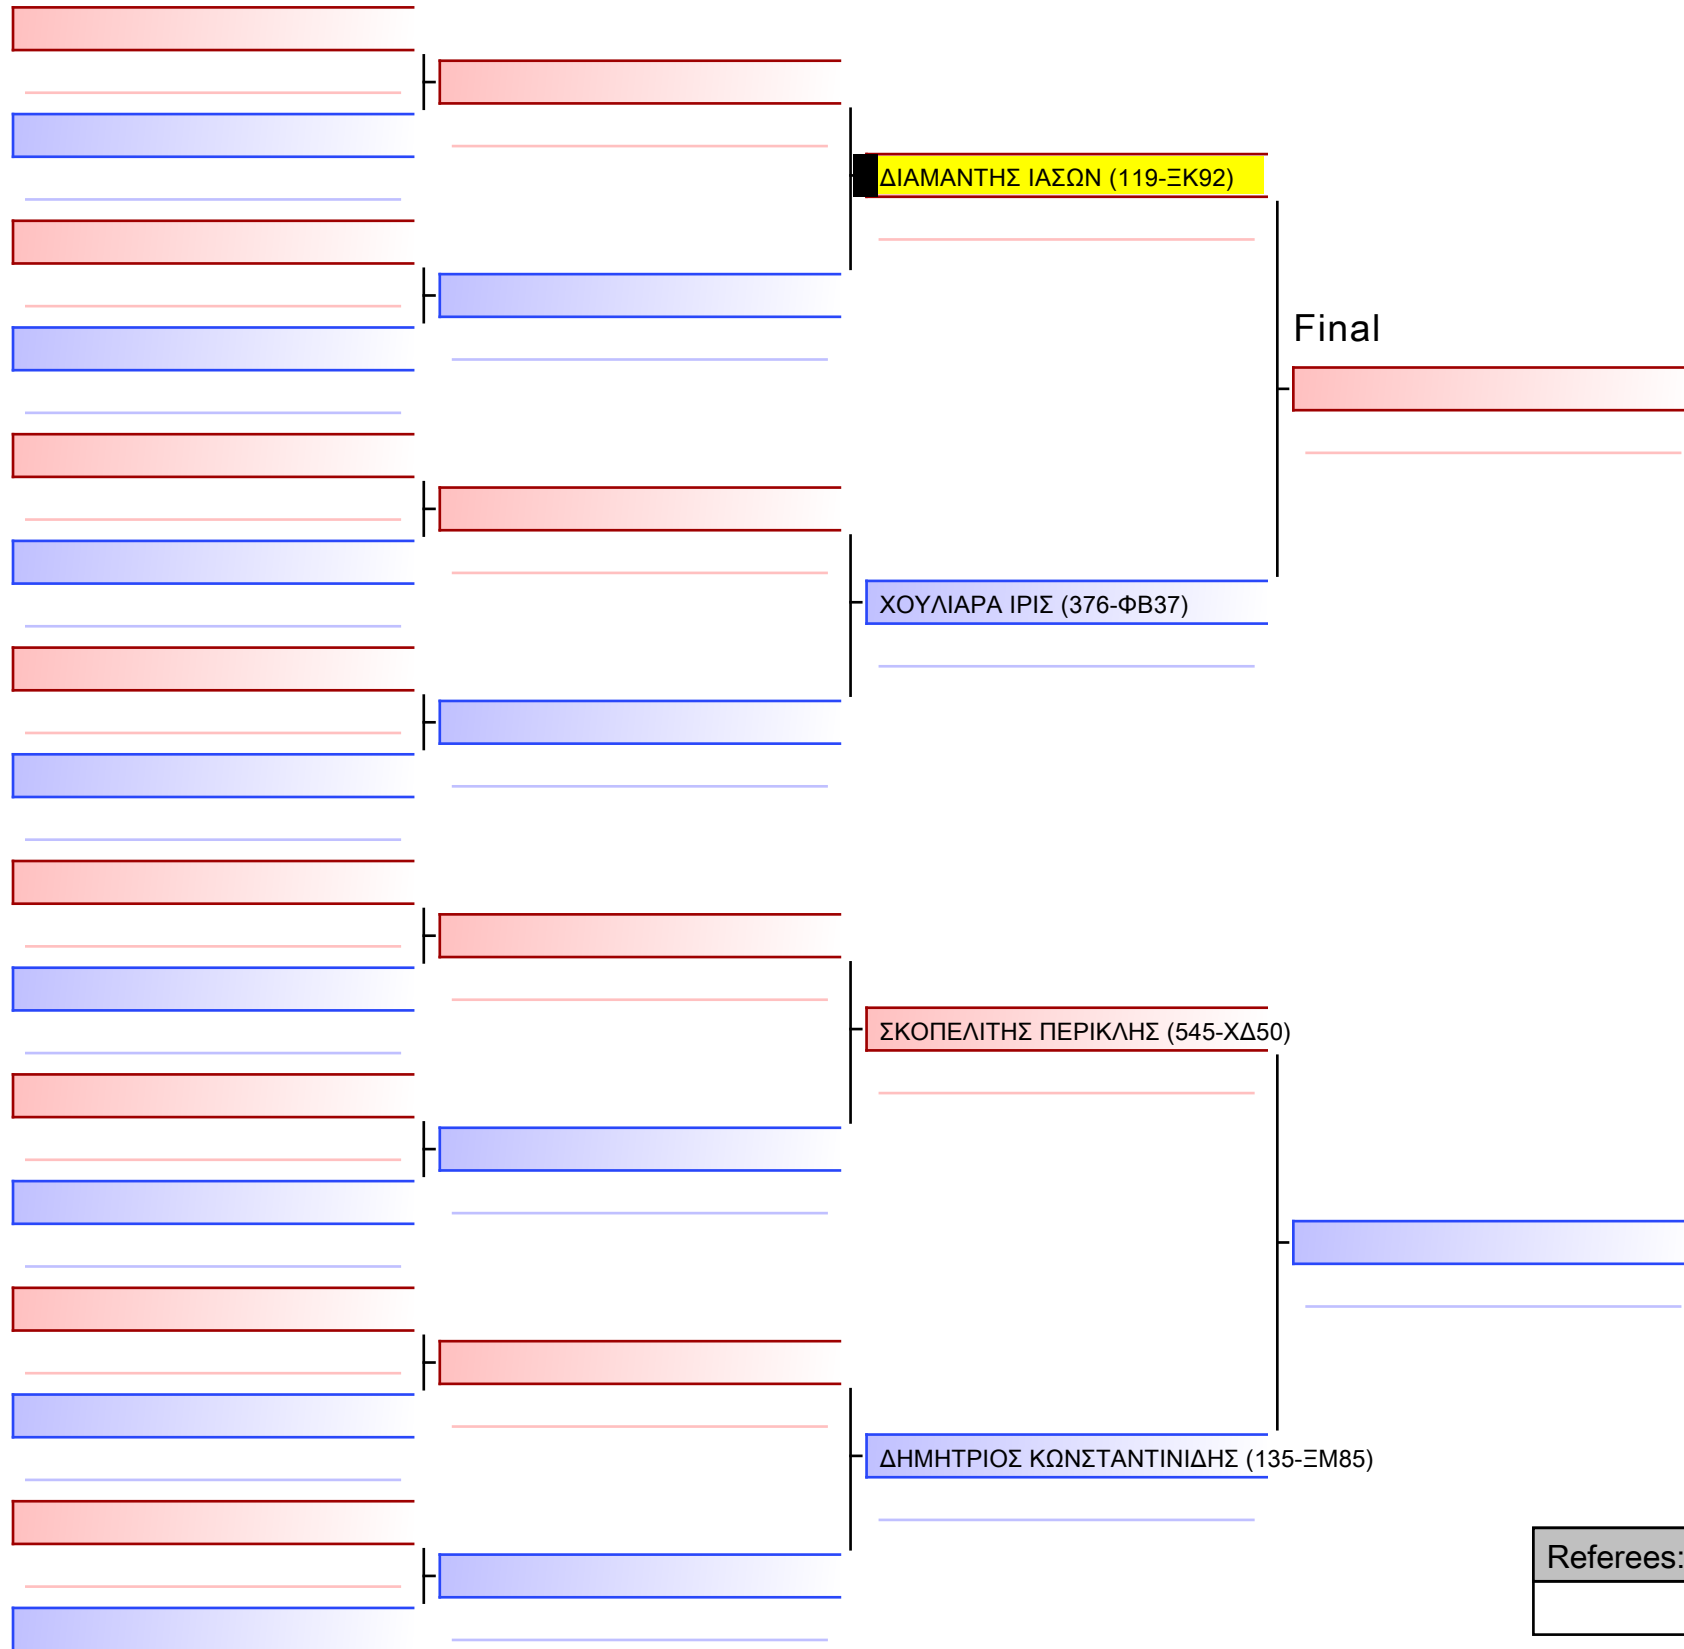 ΔΙΑΜΑΝΤΗΣ ΙΑΣΩΝ (119-ΞΚ92)
Final
ΧΟΥΛΙΑΡΑ ΙΡΙΣ (376-ΦΒ37)
ΣΚΟΠΕΛΙΤΗΣ ΠΕΡΙΚΛΗΣ (545-ΧΔ50)
ΔΗΜΗΤΡΙΟΣ ΚΩΝΣΤΑΝΤΙΝΙΔΗΣ (135-ΞΜ85)
Referees: